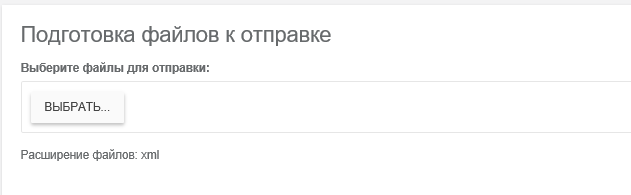 Подготовка файлов к отправке
Выберите файлы для отправки:
ВЫБРАТЬ...
Расширение файлов: xml